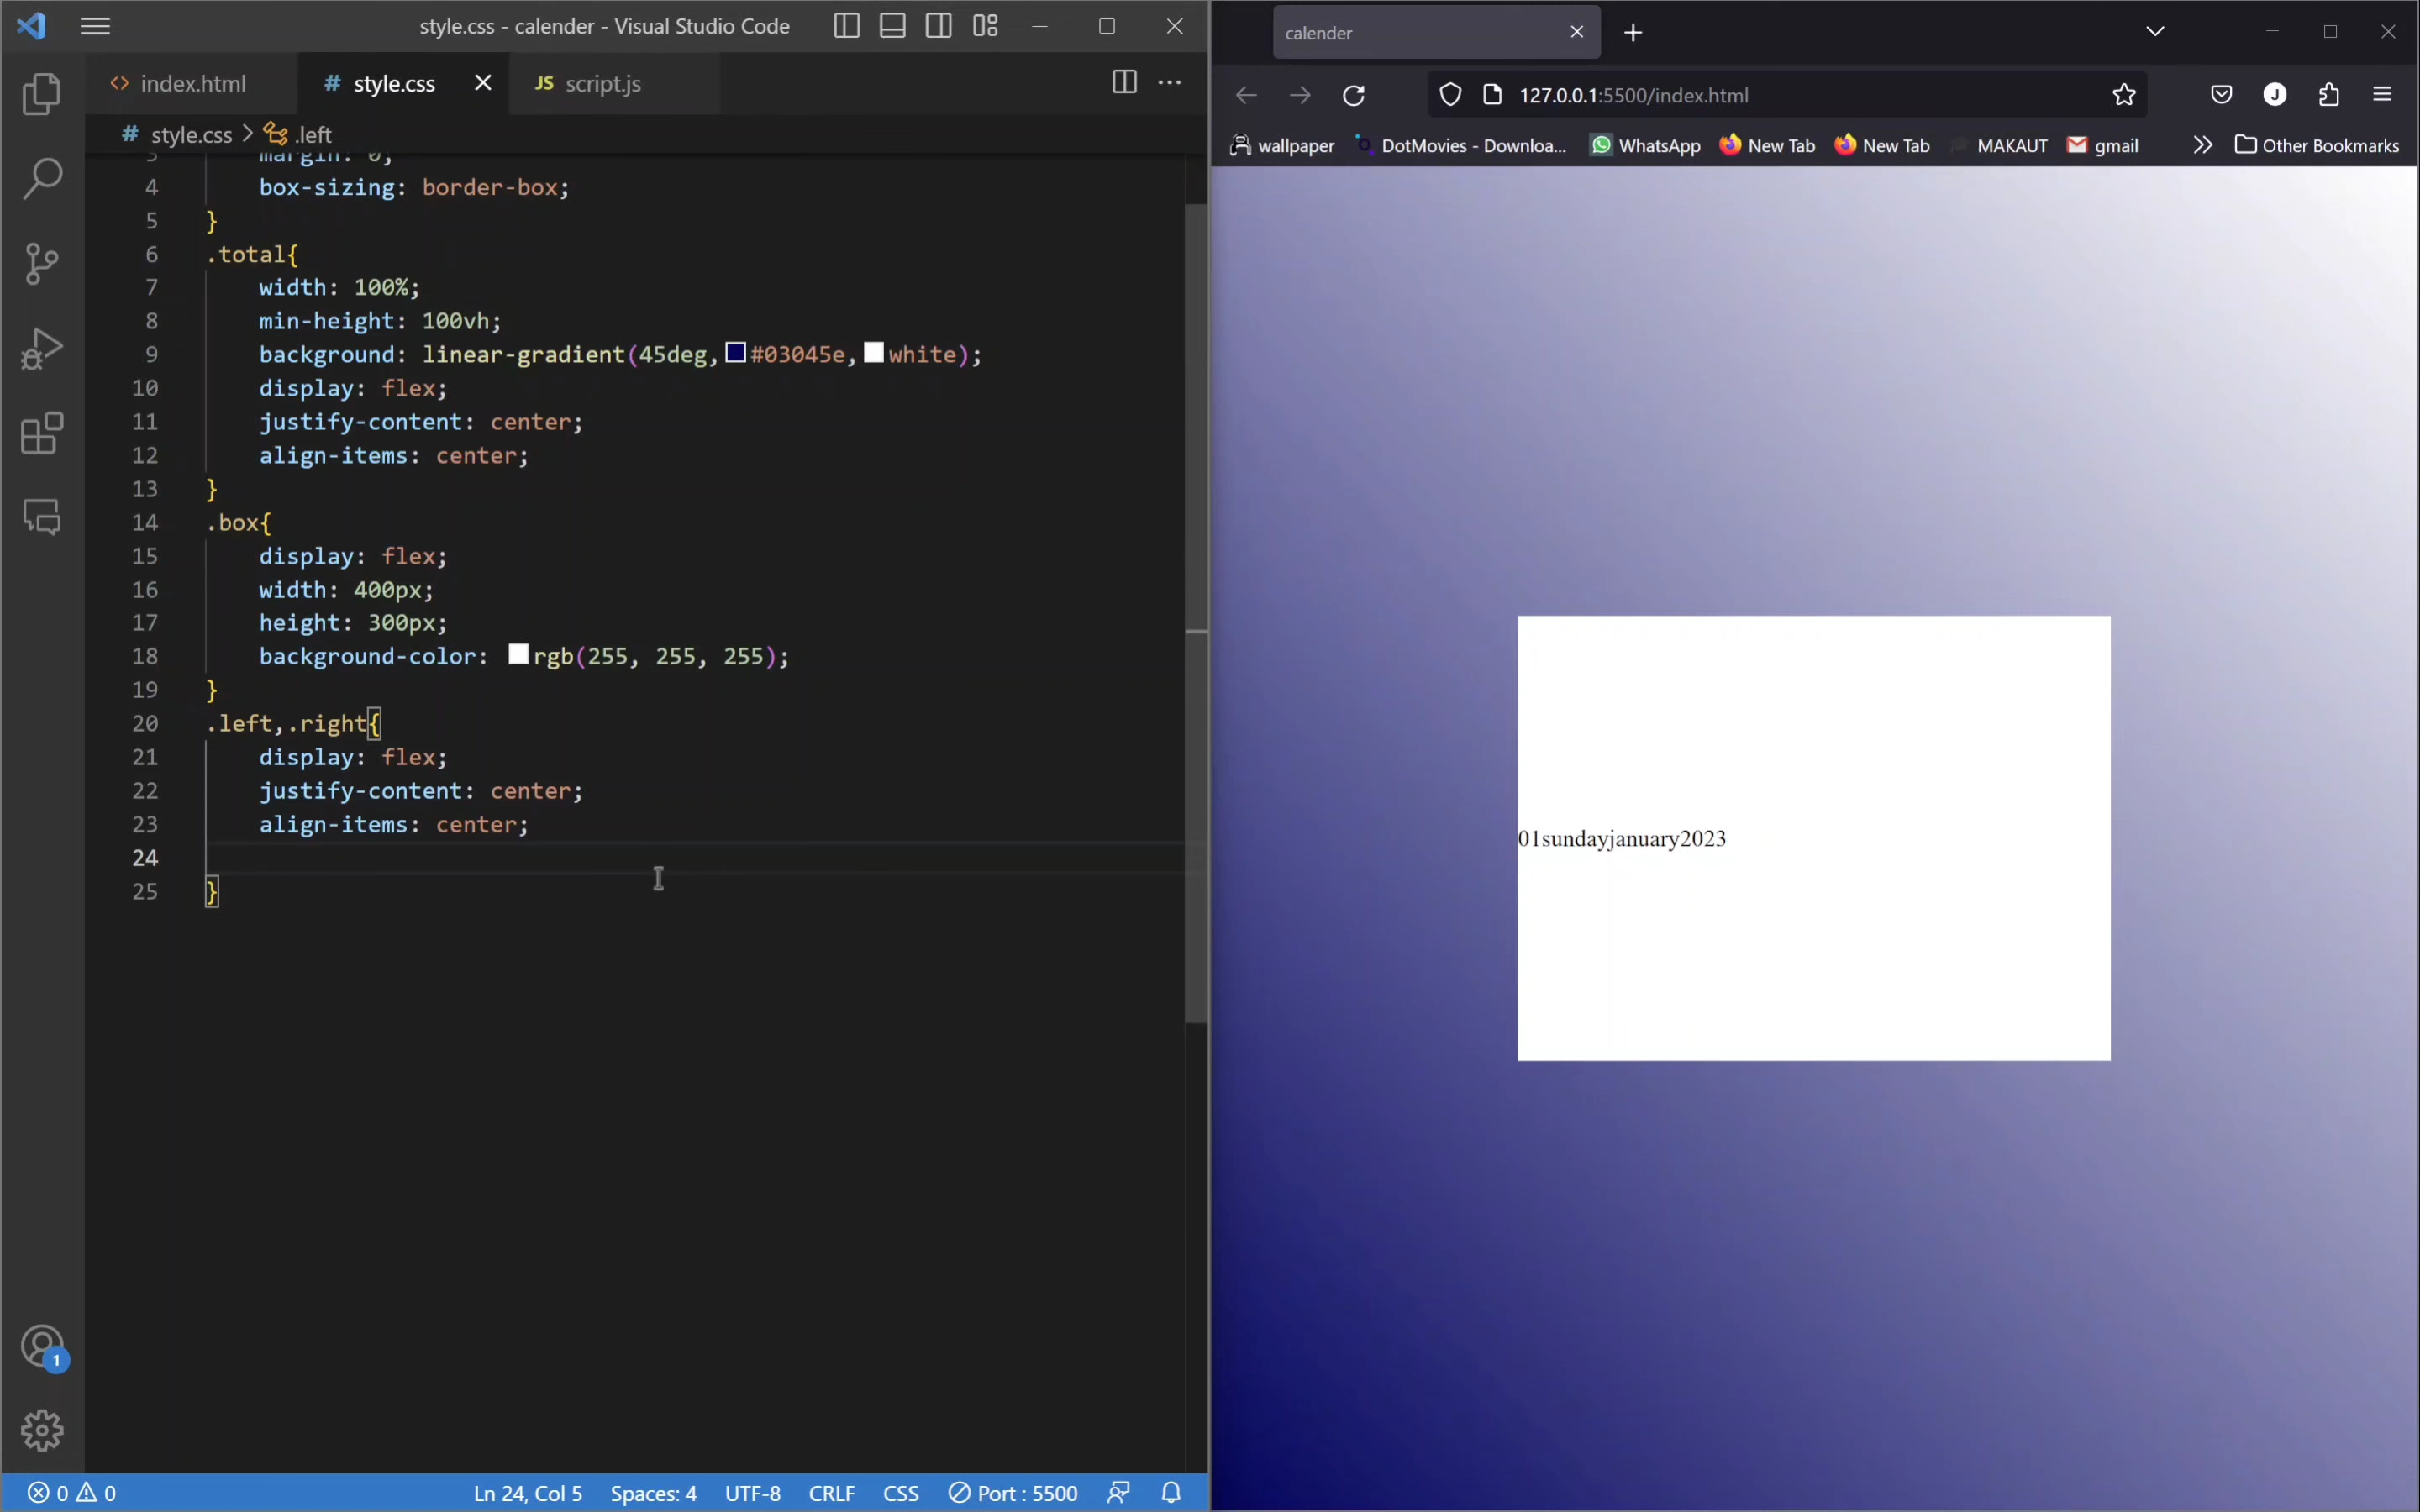 style.css - calender - Visual Studio Code
index.html
# style.css
JS script.js
# style.css > .left
3 margin: 0;
4 box-sizing: border-box;
5 }
6 .total{
7 width: 100%;
8 min-height: 100vh;
9 background: linear-gradient(45deg, #03045e, white);
10 display: flex;
11 justify-content: center;
12 align-items: center;
13 }
14 .box{
15 display: flex;
16 width: 400px;
17 height: 300px;
18 background-color: rgb(255, 255, 255);
19 }
20 .left,.right{
21 display: flex;
22 justify-content: center;
23 align-items: center;
24
25 }
1
0 0
Ln 24, Col 5
Spaces: 4
UTF-8
CRLF
CSS
Port : 5500
calender
127.0.0.1:5500/index.html
J
wallpaper
DotMovies - Downloa...
WhatsApp
New Tab
New Tab
MAKAUT
gmail
Other Bookmarks
01sundayjanuary2023